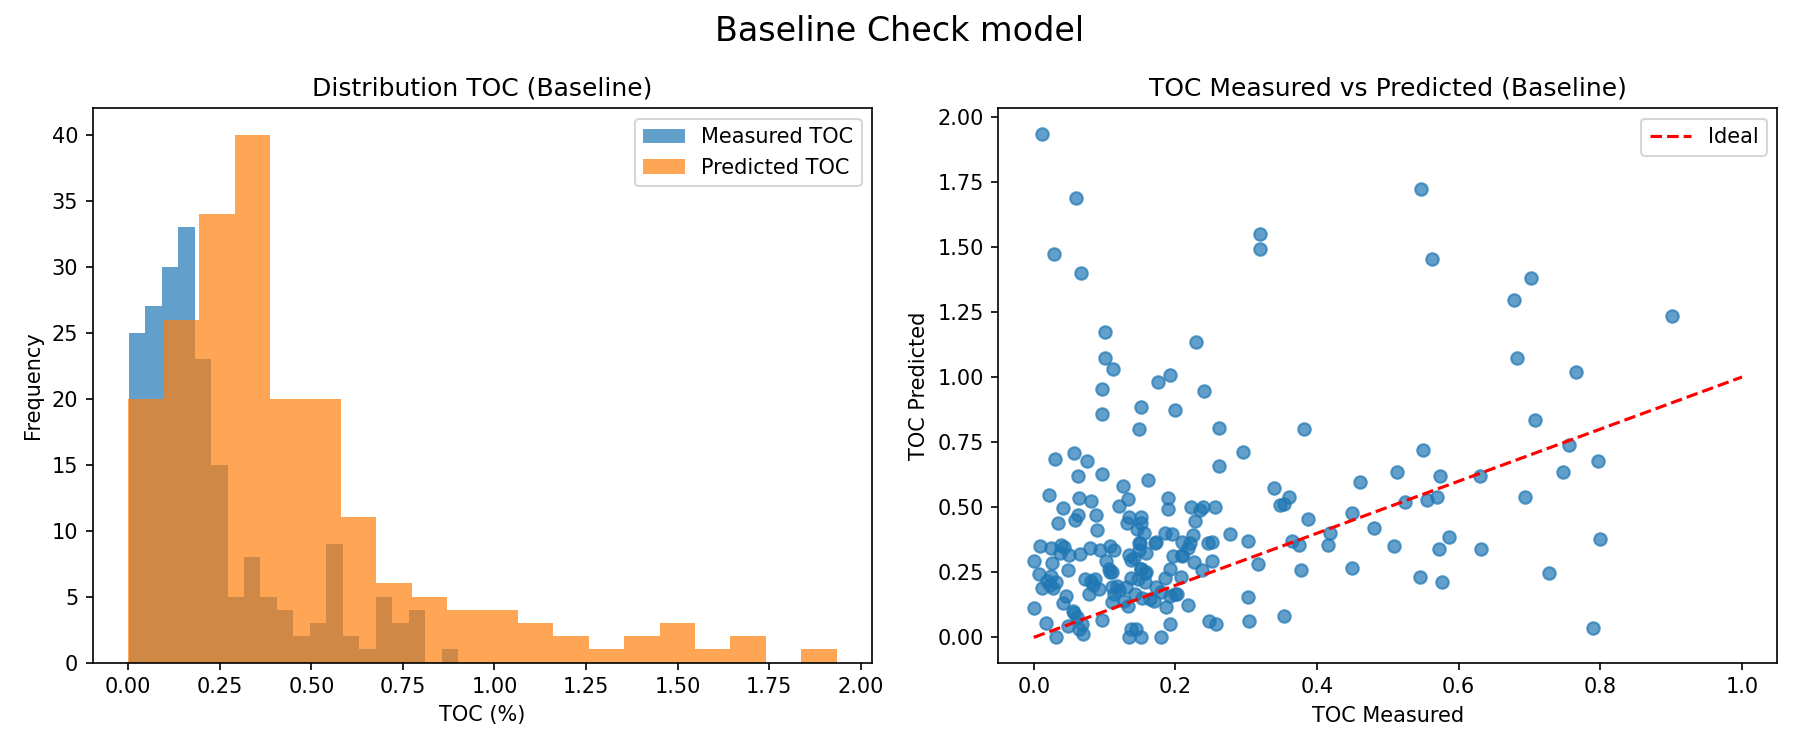 Baseline Check model
Distribution TOC (Baseline)
Measured TOC
Predicted TOC
Frequency
40
35
30
25
20
15
10
5
0
0.00 0.25 0.50 0.75 1.00 1.25 1.50 1.75 2.00
TOC (%)
TOC Measured vs Predicted (Baseline)
Ideal
TOC Predicted
2.00
1.75
1.50
1.25
1.00
0.75
0.50
0.25
0.00
0.0 0.2 0.4 0.6 0.8 1.0
TOC Measured